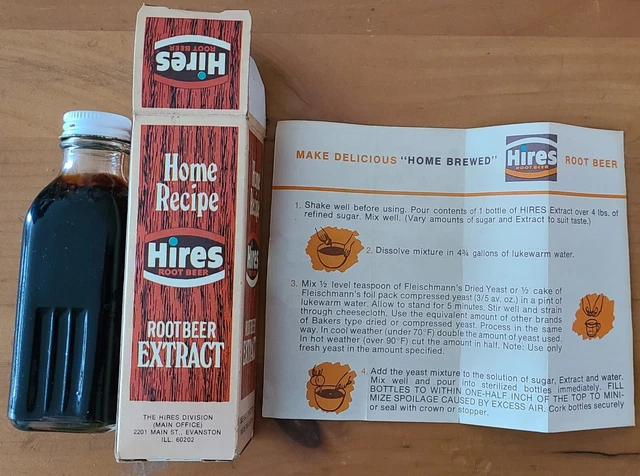 Hires
ROOT BEER
Home
Recipe
Hires
ROOT BEER
ROOT BEER
EXTRACT
THE HIRES DIVISION
(MAIN OFFICE)
2201 MAIN ST., EVANSTON
ILL. 60202
Hires
MAKE DELICIOUS "HOME BREWED" Hires ROOT BEER
ROOT BEER
1. Shake well before using. Pour contents of 1 bottle of HIRES Extract over 4 lbs. of
refined sugar. Mix well. (Vary amounts of sugar and Extract to suit taste.)
2. Dissolve mixture in 4¾ gallons of lukewarm water.
3. Mix ½ level teaspoon of Fleischmann's Dried Yeast or ½ cake of
Fleischmann's foil pack compressed yeast (3/5 av. oz.) in a pint of
lukewarm water. Allow to stand for 5 minutes. Stir well and strain
through cheesecloth. Use the equivalent amount of other brands
of Bakers type dried or compressed yeast. Process in the same
way. In cool weather (under 70°F) double the amount of yeast used.
In hot weather (over 90°F) cut the amount in half. Note: Use only
fresh yeast in the amount specified.
4. Add the yeast mixture to the solution of sugar, Extract and water.
Mix well and pour into sterilized bottles immediately. FILL
BOTTLES TO WITHIN ONE-HALF INCH OF THE TOP TO MINI-
MIZE SPOILAGE CAUSED BY EXCESS AIR. Cork bottles securely
or seal with crown or stopper.